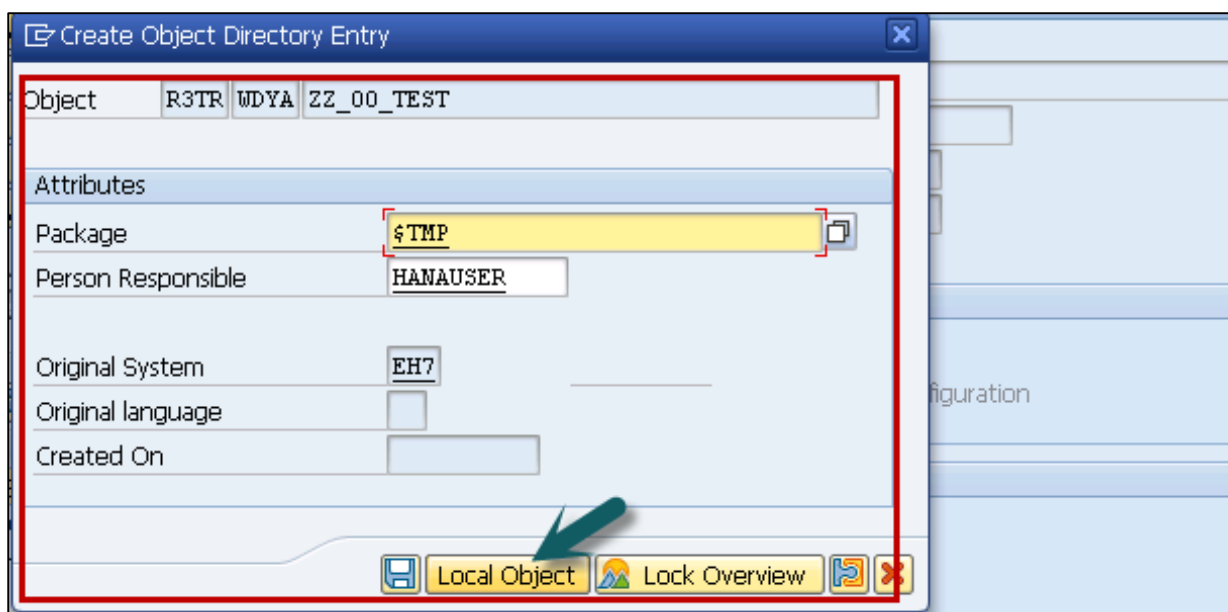 Create Object Directory Entry
Object R3TR WDYA ZZ_00_TEST
Attributes
Package $TMP
Person Responsible HANAUSER
Original System EH7
figuration
Original language
Created On
Local Object Lock Overview